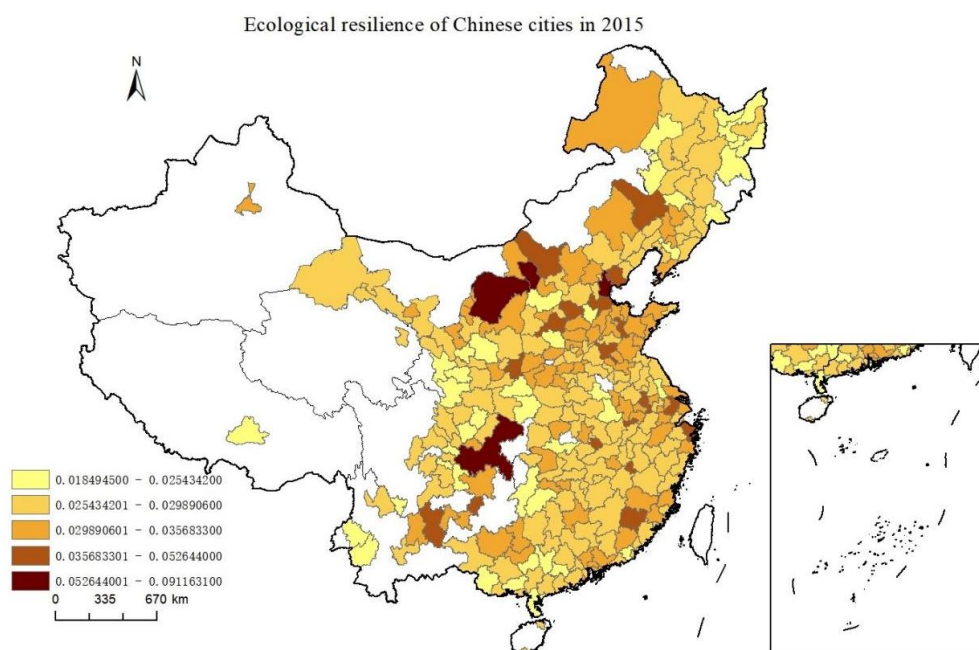 Ecological resilience of Chinese cities in 2015
N
0.018494500 - 0.025434200
0.025434201 - 0.029890600
0.029890601 - 0.035683300
0.035683301 - 0.052644000
0.052644001 - 0.091163100
0 335 670 km